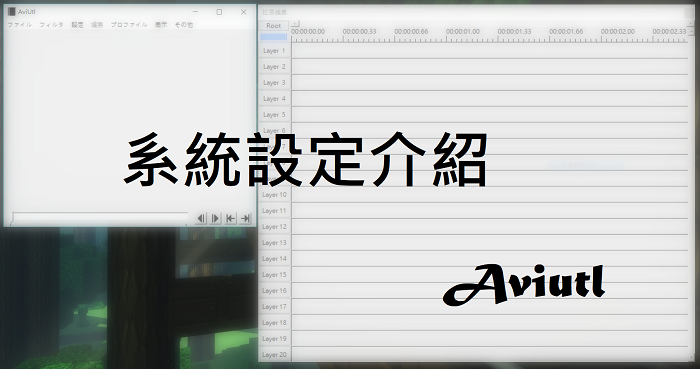 AviUtl
ファイル フィルタ 設定 編集 プロファイル 表示 その他
拡張編集
Root
00:00:00.00 00:00:00.33 00:00:00.66 00:00:01.00 00:00:01.33 00:00:01.66 00:00:02.00 00:00:02.33
Layer 1
Layer 2
Layer 3
Layer 4
Layer 5
系統設定介紹
Layer 10
Layer 11
Layer 12
Layer 13
Layer 14
Layer 15
Layer 16
Layer 17
Layer 18
Layer 19
Layer 20
Aviutl